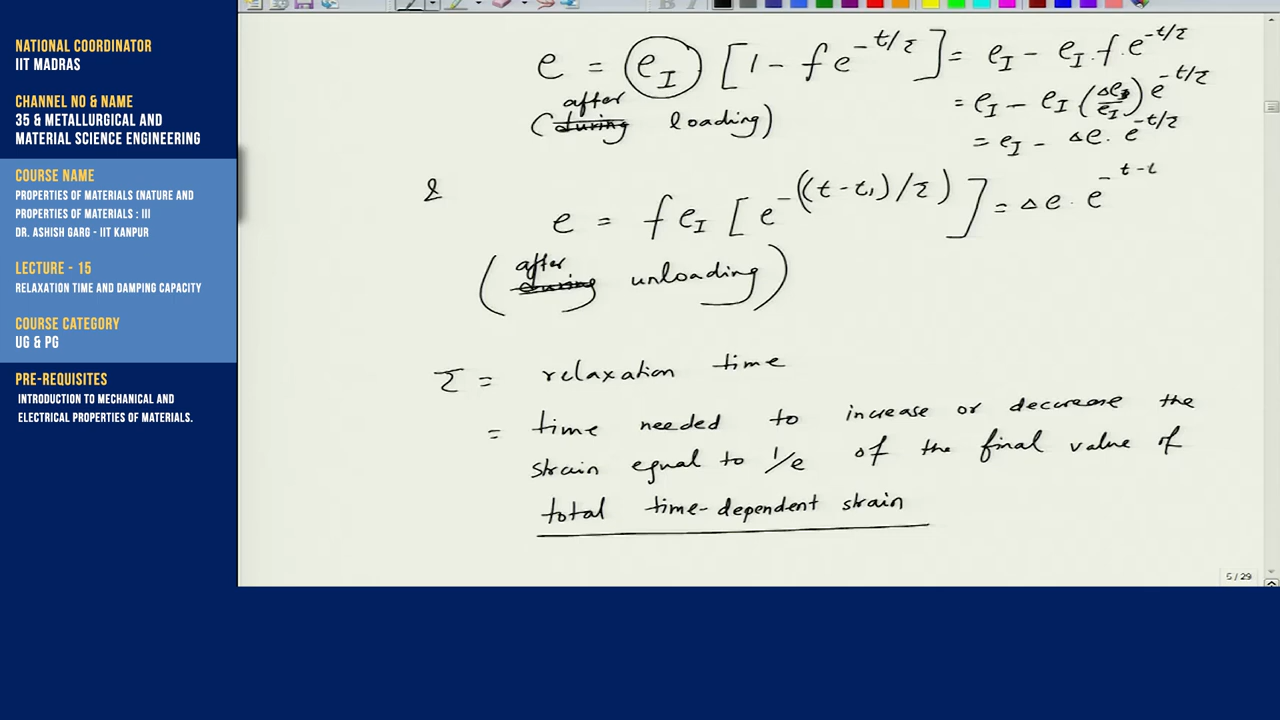 NATIONAL COORDINATOR
IIT MADRAS
CHANNEL NO & NAME
35 & METALLURGICAL AND
MATERIAL SCIENCE ENGINEERING
COURSE NAME
PROPERTIES OF MATERIALS (NATURE AND
PROPERTIES OF MATERIALS : III
DR. ASHISH GARG - IIT KANPUR
LECTURE - 15
RELAXATION TIME AND DAMPING CAPACITY
COURSE CATEGORY
UG & PG
PRE-REQUISITES
INTRODUCTION TO MECHANICAL AND
ELECTRICAL PROPERTIES OF MATERIALS.
e = e_I [1 - f e^{-t/τ}] = e_I - e_I . f . e^{-t/τ}
= e_I - e_I (Δe/e_I) e^{-t/τ}
= e_I - Δe . e^{-t/τ}
(after during loading)
&
e = f e_I [e^{-((t-t₁)/τ)}] = Δe . e^{-t-t
(after during unloading)
τ = relaxation time
= time needed to increase or decrease the
strain equal to 1/e of the final value of
total time-dependent strain
5 / 29